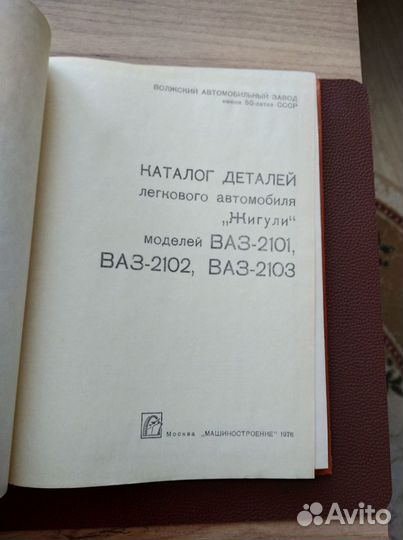 ВОЛЖСКИЙ АВТОМОБИЛЬНЫЙ ЗАВОД
имени 50-летия СССР
КАТАЛОГ ДЕТАЛЕЙ
легкового автомобиля
„Жигули“
моделей ВАЗ-2101,
ВАЗ-2102, ВАЗ-2103
Москва „МАШИНОСТРОЕНИЕ“ 1976
Avito